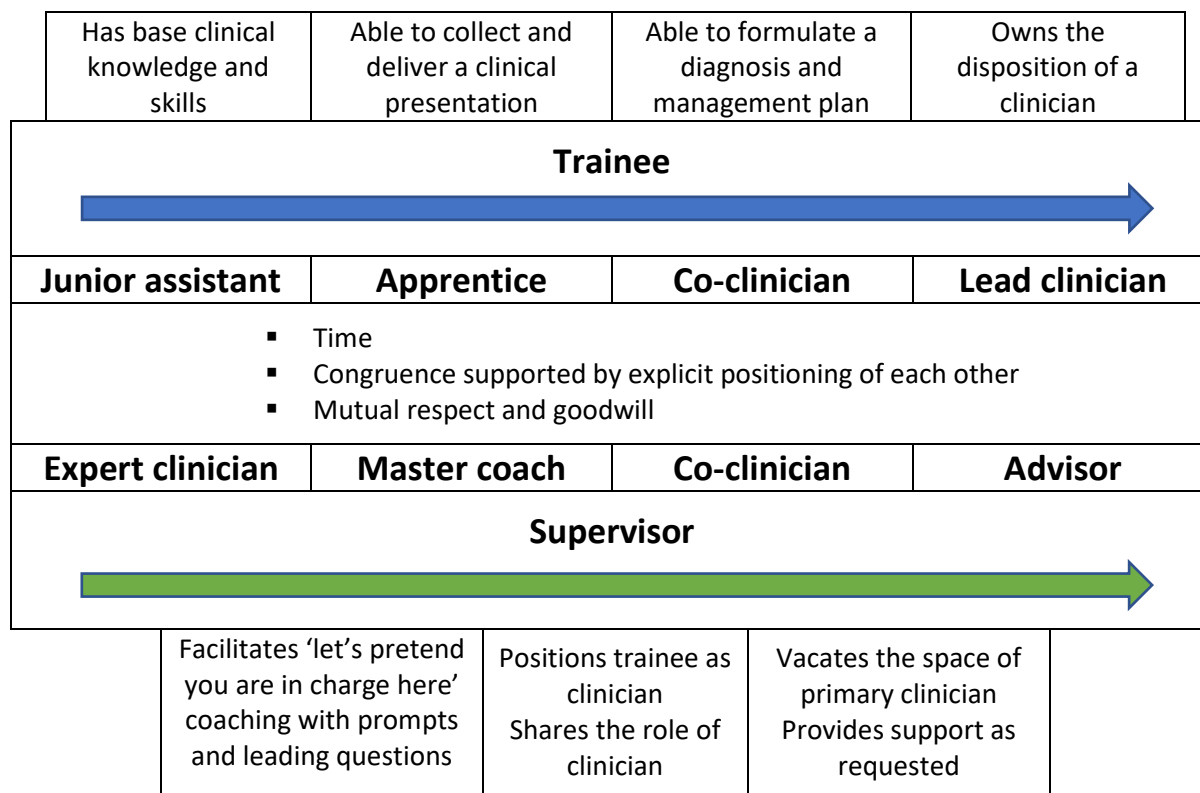 Has base clinical
knowledge and
skills
Able to collect and
deliver a clinical
presentation
Able to formulate a
diagnosis and
management plan
Owns the
disposition of a
clinician
Trainee
Junior assistant
Apprentice
Co-clinician
Lead clinician
▪ Time
▪ Congruence supported by explicit positioning of each other
▪ Mutual respect and goodwill
Expert clinician
Master coach
Co-clinician
Advisor
Supervisor
Facilitates ‘let’s pretend
you are in charge here’
coaching with prompts
and leading questions
Positions trainee as
clinician
Shares the role of
clinician
Vacates the space of
primary clinician
Provides support as
requested